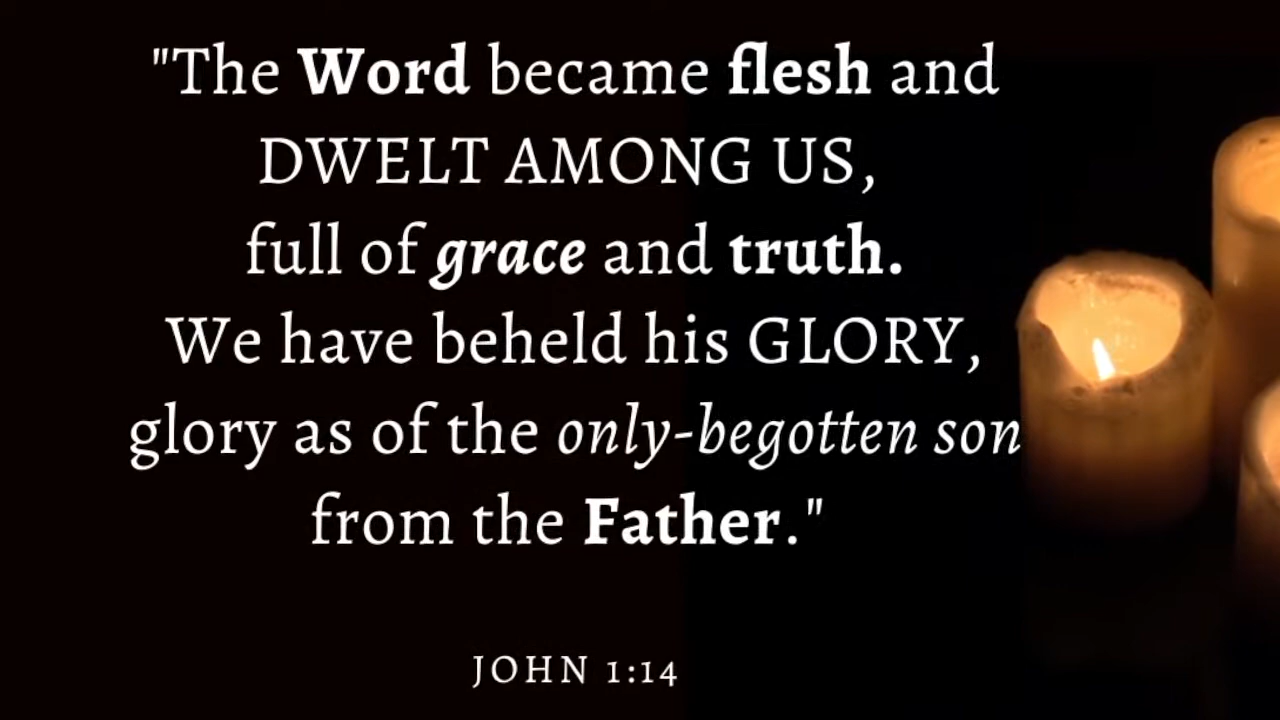 "The Word became flesh and
DWELT AMONG US,
full of grace and truth.
We have beheld his GLORY,
glory as of the only-begotten son
from the Father."
JOHN 1:14